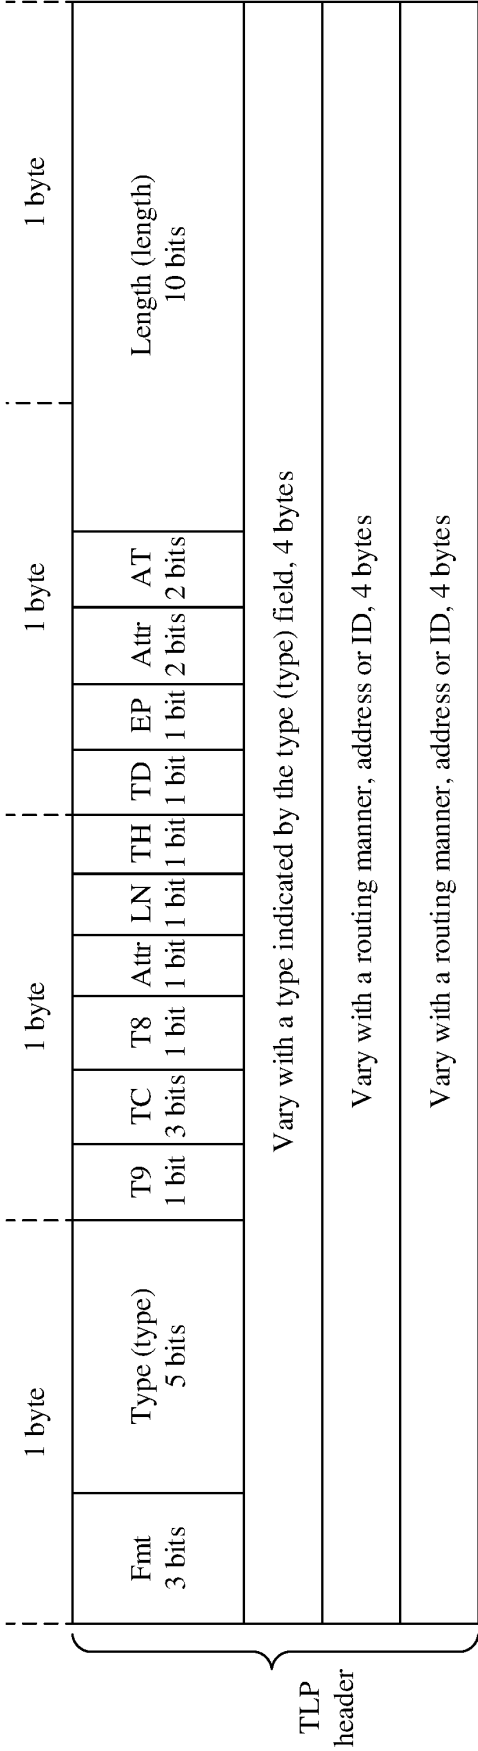 1 byte
1 byte
1 byte
1 byte
Fmt
3 bits
Type (type)
5 bits
T9
1 bit
TC
3 bits
T8
1 bit
Attr
1 bit
LN
1 bit
TH
1 bit
TD
1 bit
EP
1 bit
Attr
2 bits
AT
2 bits
Length (length)
10 bits
TLP
header
Vary with a type indicated by the type (type) field, 4 bytes
Vary with a routing manner, address or ID, 4 bytes
Vary with a routing manner, address or ID, 4 bytes